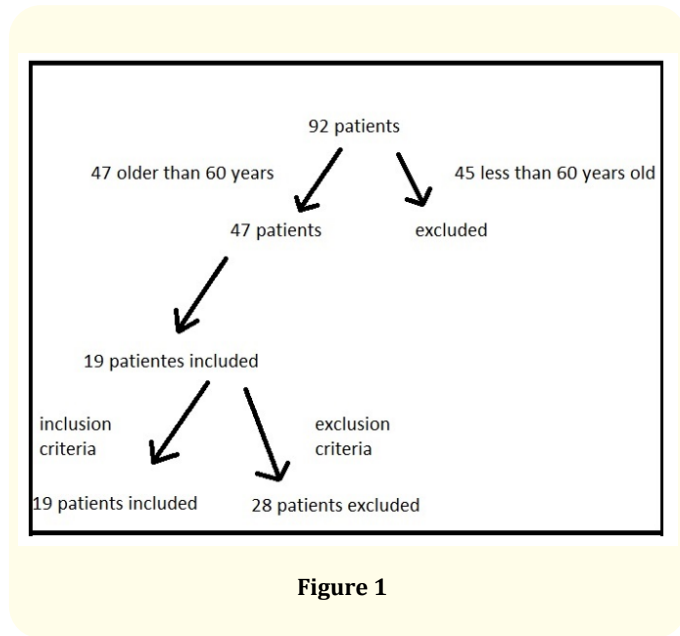 92 patients
47 older than 60 years
45 less than 60 years old
47 patients
excluded
19 patientes included
inclusion
criteria
exclusion
criteria
19 patients included
28 patients excluded
Figure 1